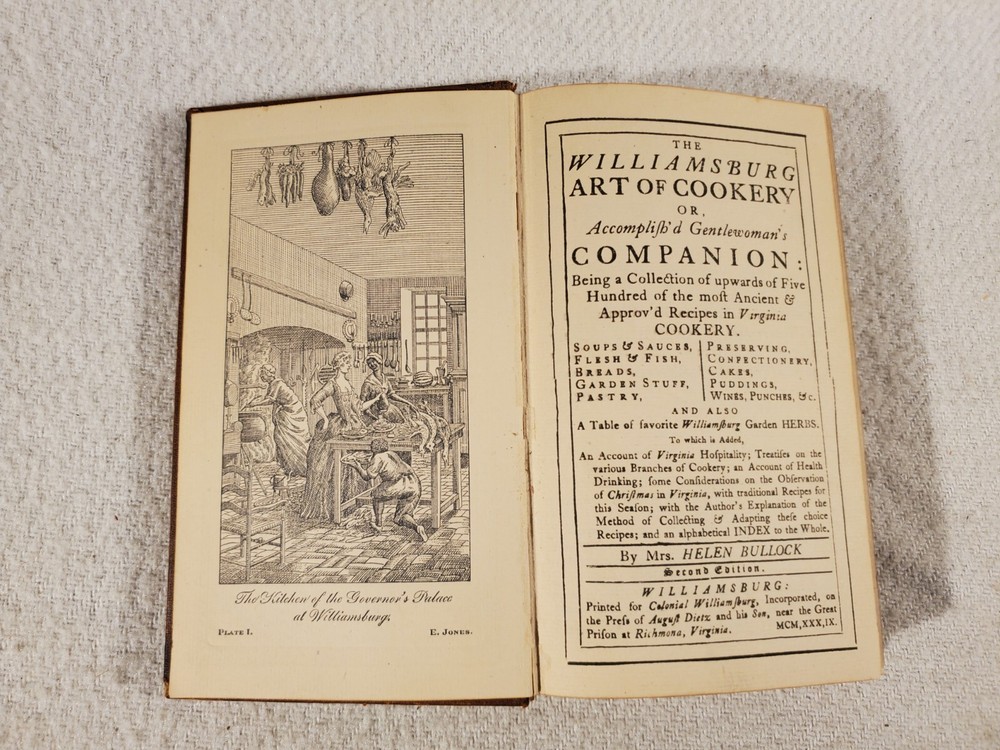 The Kitchen of the Governor's Palace
at Williamsburg.
PLATE I.
E. JONES.
THE
WILLIAMSBURG
ART OF COOKERY
OR,
Accompliſh'd Gentlewoman's
COMPANION:
Being a Collection of upwards of Five
Hundred of the moſt Ancient &
Approv'd Recipes in Virginia
COOKERY.
SOUPS & SAUCES,
FLESH & FISH,
BREADS,
GARDEN STUFF,
PASTRY,
PRESERVING,
CONFECTIONERY,
CAKES,
PUDDINGS,
WINES, PUNCHES, &c.
AND ALSO
A Table of favorite Williamſburg Garden HERBS.
To which is Added,
An Account of Virginia Hoſpitality; Treatiſes on the
various Branches of Cookery; an Account of Health
Drinking; ſome Conſiderations on the Obſervation
of Chriſtmas in Virginia, with traditional Recipes for
this Seaſon; with the Author's Explanation of the
Method of Collecting & Adapting theſe choice
Recipes; and an alphabetical INDEX to the Whole.
By Mrs. HELEN BULLOCK
Second Edition.
WILLIAMSBURG:
Printed for Colonial Williamſburg, Incorporated, on
the Preſs of Auguſt Dietz and his Son, near the Great
Priſon at Richmond, Virginia. MCM,XXX,IX.